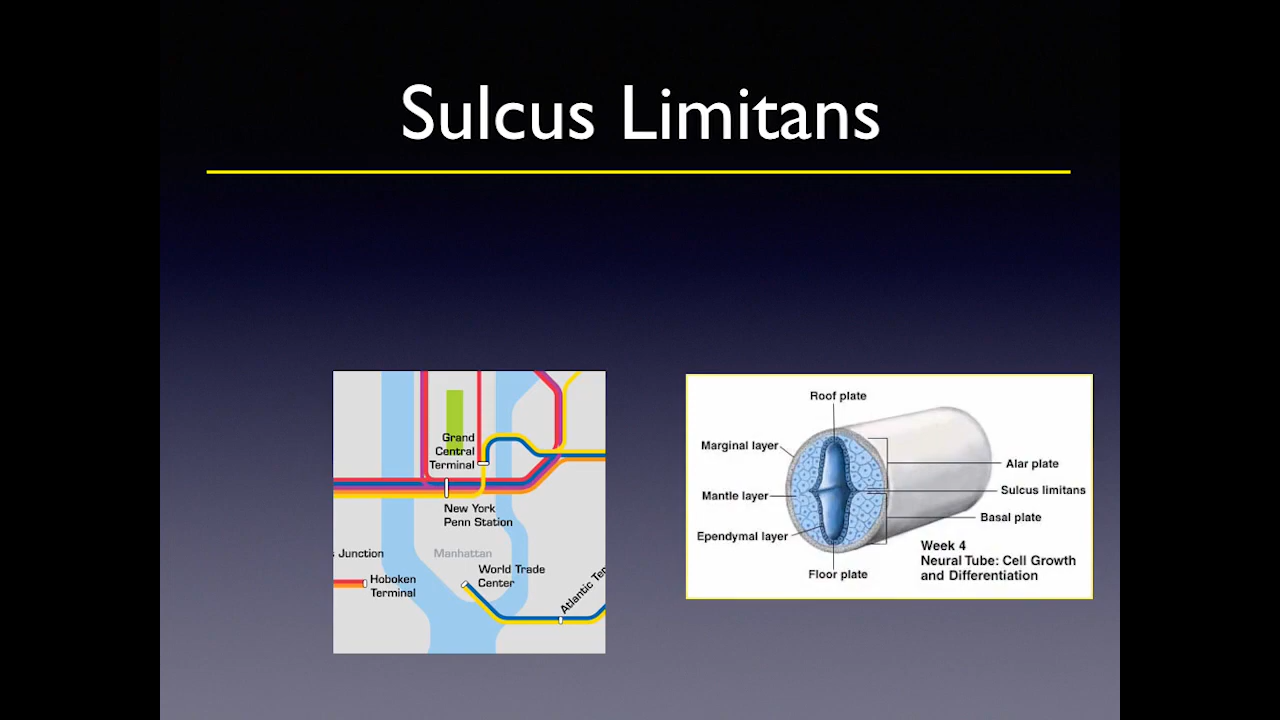 Sulcus Limitans
Grand
Central
Terminal
New York
Penn Station
s Junction
Manhattan
Hoboken
Terminal
World Trade
Center
Atlantic Ter
Roof plate
Marginal layer
Alar plate
Mantle layer
Sulcus limitans
Basal plate
Ependymal layer
Week 4
Neural Tube: Cell Growth
and Differentiation
Floor plate